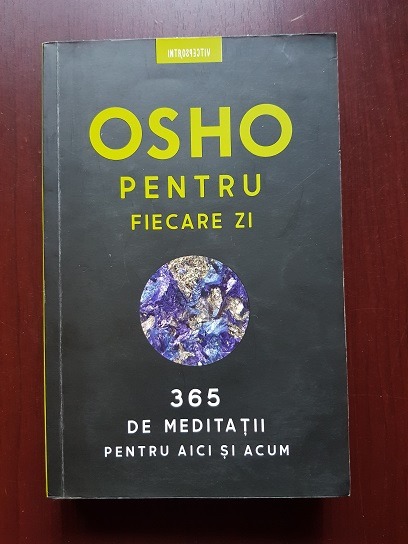 INTROSPECTIV
OSHO
PENTRU
FIECARE ZI
365
DE MEDITAȚII
PENTRU AICI ȘI ACUM